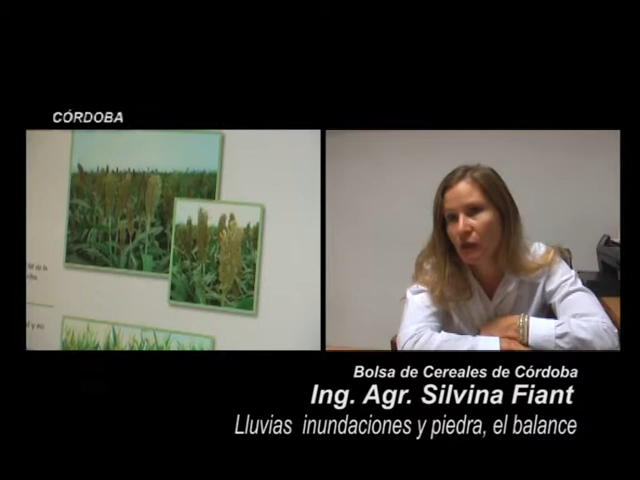 CÓRDOBA
Bolsa de Cereales de Córdoba
Ing. Agr. Silvina Fiant
Lluvias inundaciones y piedra, el balance